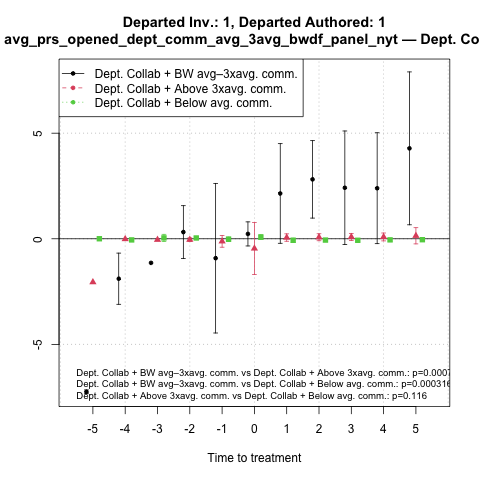 Departed Inv.: 1, Departed Authored: 1
avg_prs_opened_dept_comm_avg_3avg_bwdf_panel_nyt — Dept. Co
Dept. Collab + BW avg–3xavg. comm.
Dept. Collab + Above 3xavg. comm.
Dept. Collab + Below avg. comm.
5
0
-5
Dept. Collab + BW avg–3xavg. comm. vs Dept. Collab + Above 3xavg. comm.: p=0.0007
Dept. Collab + BW avg–3xavg. comm. vs Dept. Collab + Below avg. comm.: p=0.000316
Dept. Collab + Above 3xavg. comm. vs Dept. Collab + Below avg. comm.: p=0.116
-5 -4 -3 -2 -1 0 1 2 3 4 5
Time to treatment